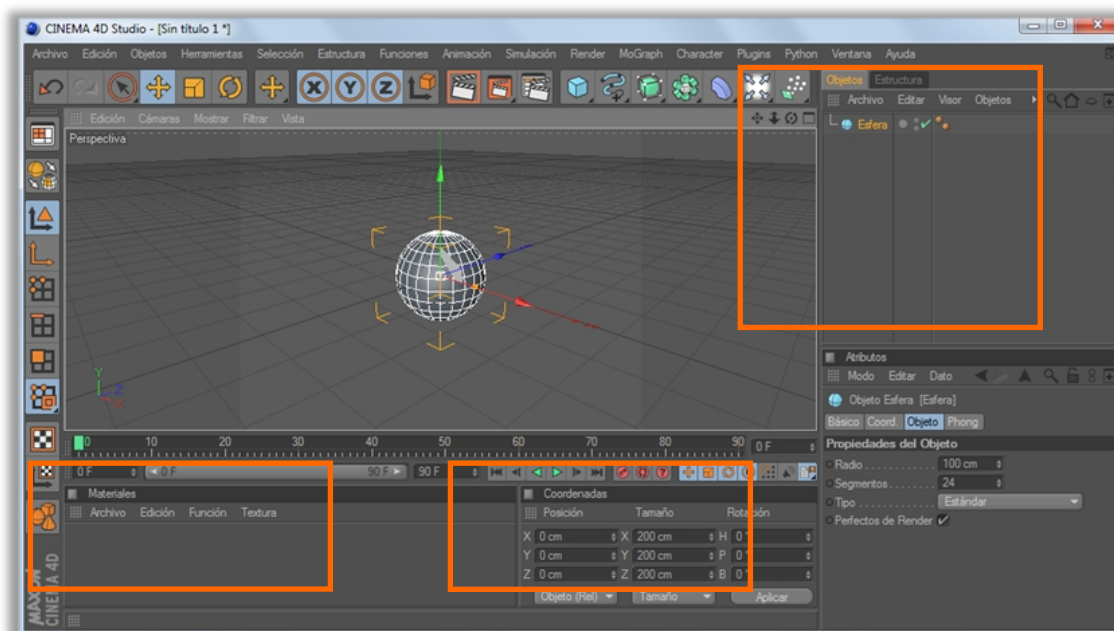 CINEMA 4D Studio - [Sin título 1 *]
Archivo Edición Objetos Herramientas Selección Estructura Funciones Animación Simulación Render MoGraph Character Plugins Python Ventana Ayuda
Objetos Estructura
Archivo Editar Visor Objetos
Esfera
Edición Cámaras Mostrar Filtrar Vista
Perspectiva
Y
Z
X
0 10 20 30 40 50 60 70 80 90 0 F
0 F 0 F 90 F 90 F
Atributos
Modo Editar Dato
Objeto Esfera [Esfera]
Básico Coord. Objeto Phong
Propiedades del Objeto
Radio 100 cm
Segmentos 24
Tipo Estándar
Perfectos de Render
Materiales
Archivo Edición Función Textura
Coordenadas
Posición Tamaño Rotación
X 0 cm X 200 cm H 0 °
Y 0 cm Y 200 cm P 0 °
Z 0 cm Z 200 cm B 0 °
Objeto (Rel) Tamaño Aplicar
MAXON
CINEMA 4D